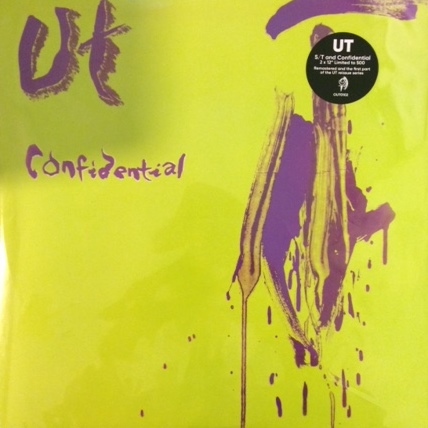 Ut
Confidential
UT
S/T and Confidential
2 x 12" Limited to 500
Remastered and the first part
of the UT reissue series